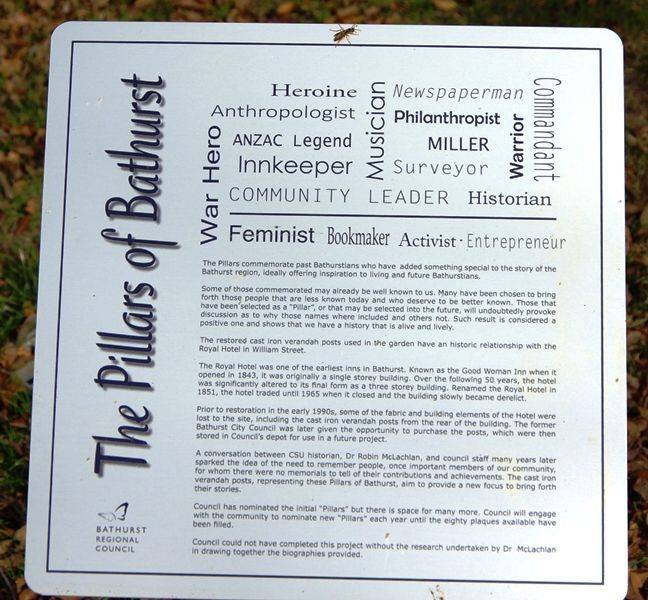 The Pillars of Bathurst
Heroine
Newspaperman
Commandant
Anthropologist
Musician
Philanthropist
War Hero
ANZAC Legend
MILLER
Warrior
Innkeeper
Surveyor
COMMUNITY LEADER
Historian
Feminist
Bookmaker
Activist
Entrepreneur
The Pillars commemorate past Bathurstians who have added something special to the story of the
Bathurst region, ideally offering inspiration to living and future Bathurstians.
Some of those commemorated may already be well known to us. Many have been chosen to bring
forth those people that are less known today and who deserve to be better known. Those that
have been selected as a "Pillar", or that may be selected into the future, will undoubtedly provoke
discussion as to why those names where included and others not. Such result is considered a
positive one and shows that we have a history that is alive and lively.
The restored cast iron verandah posts used in the garden have an historic relationship with the
Royal Hotel in William Street.
The Royal Hotel was one of the earliest inns in Bathurst. Known as the Good Woman Inn when it
opened in 1843, it was originally a single storey building. Over the following 50 years, the hotel
was significantly altered to its final form as a three storey building. Renamed the Royal Hotel in
1851, the hotel traded until 1965 when it closed and the building slowly became derelict.
Prior to restoration in the early 1990s, some of the fabric and building elements of the Hotel were
lost to the site, including the cast iron verandah posts from the rear of the building. The former
Bathurst City Council was later given the opportunity to purchase the posts, which were then
stored in Council's depot for use in a future project.
A conversation between CSU historian, Dr Robin McLachlan, and council staff many years later
sparked the idea of the need to remember people, once important members of our community,
for whom there were no memorials to tell of their contributions and achievements. The cast iron
verandah posts, representing these Pillars of Bathurst, aim to provide a new focus to bring forth
their stories.
Council has nominated the initial "Pillars" but there is space for many more. Council will engage
with the community to nominate new "Pillars" each year until the eighty plaques available have
been filled.
Council could not have completed this project without the research undertaken by Dr McLachlan
in drawing together the biographies provided.
BATHURST
REGIONAL
COUNCIL